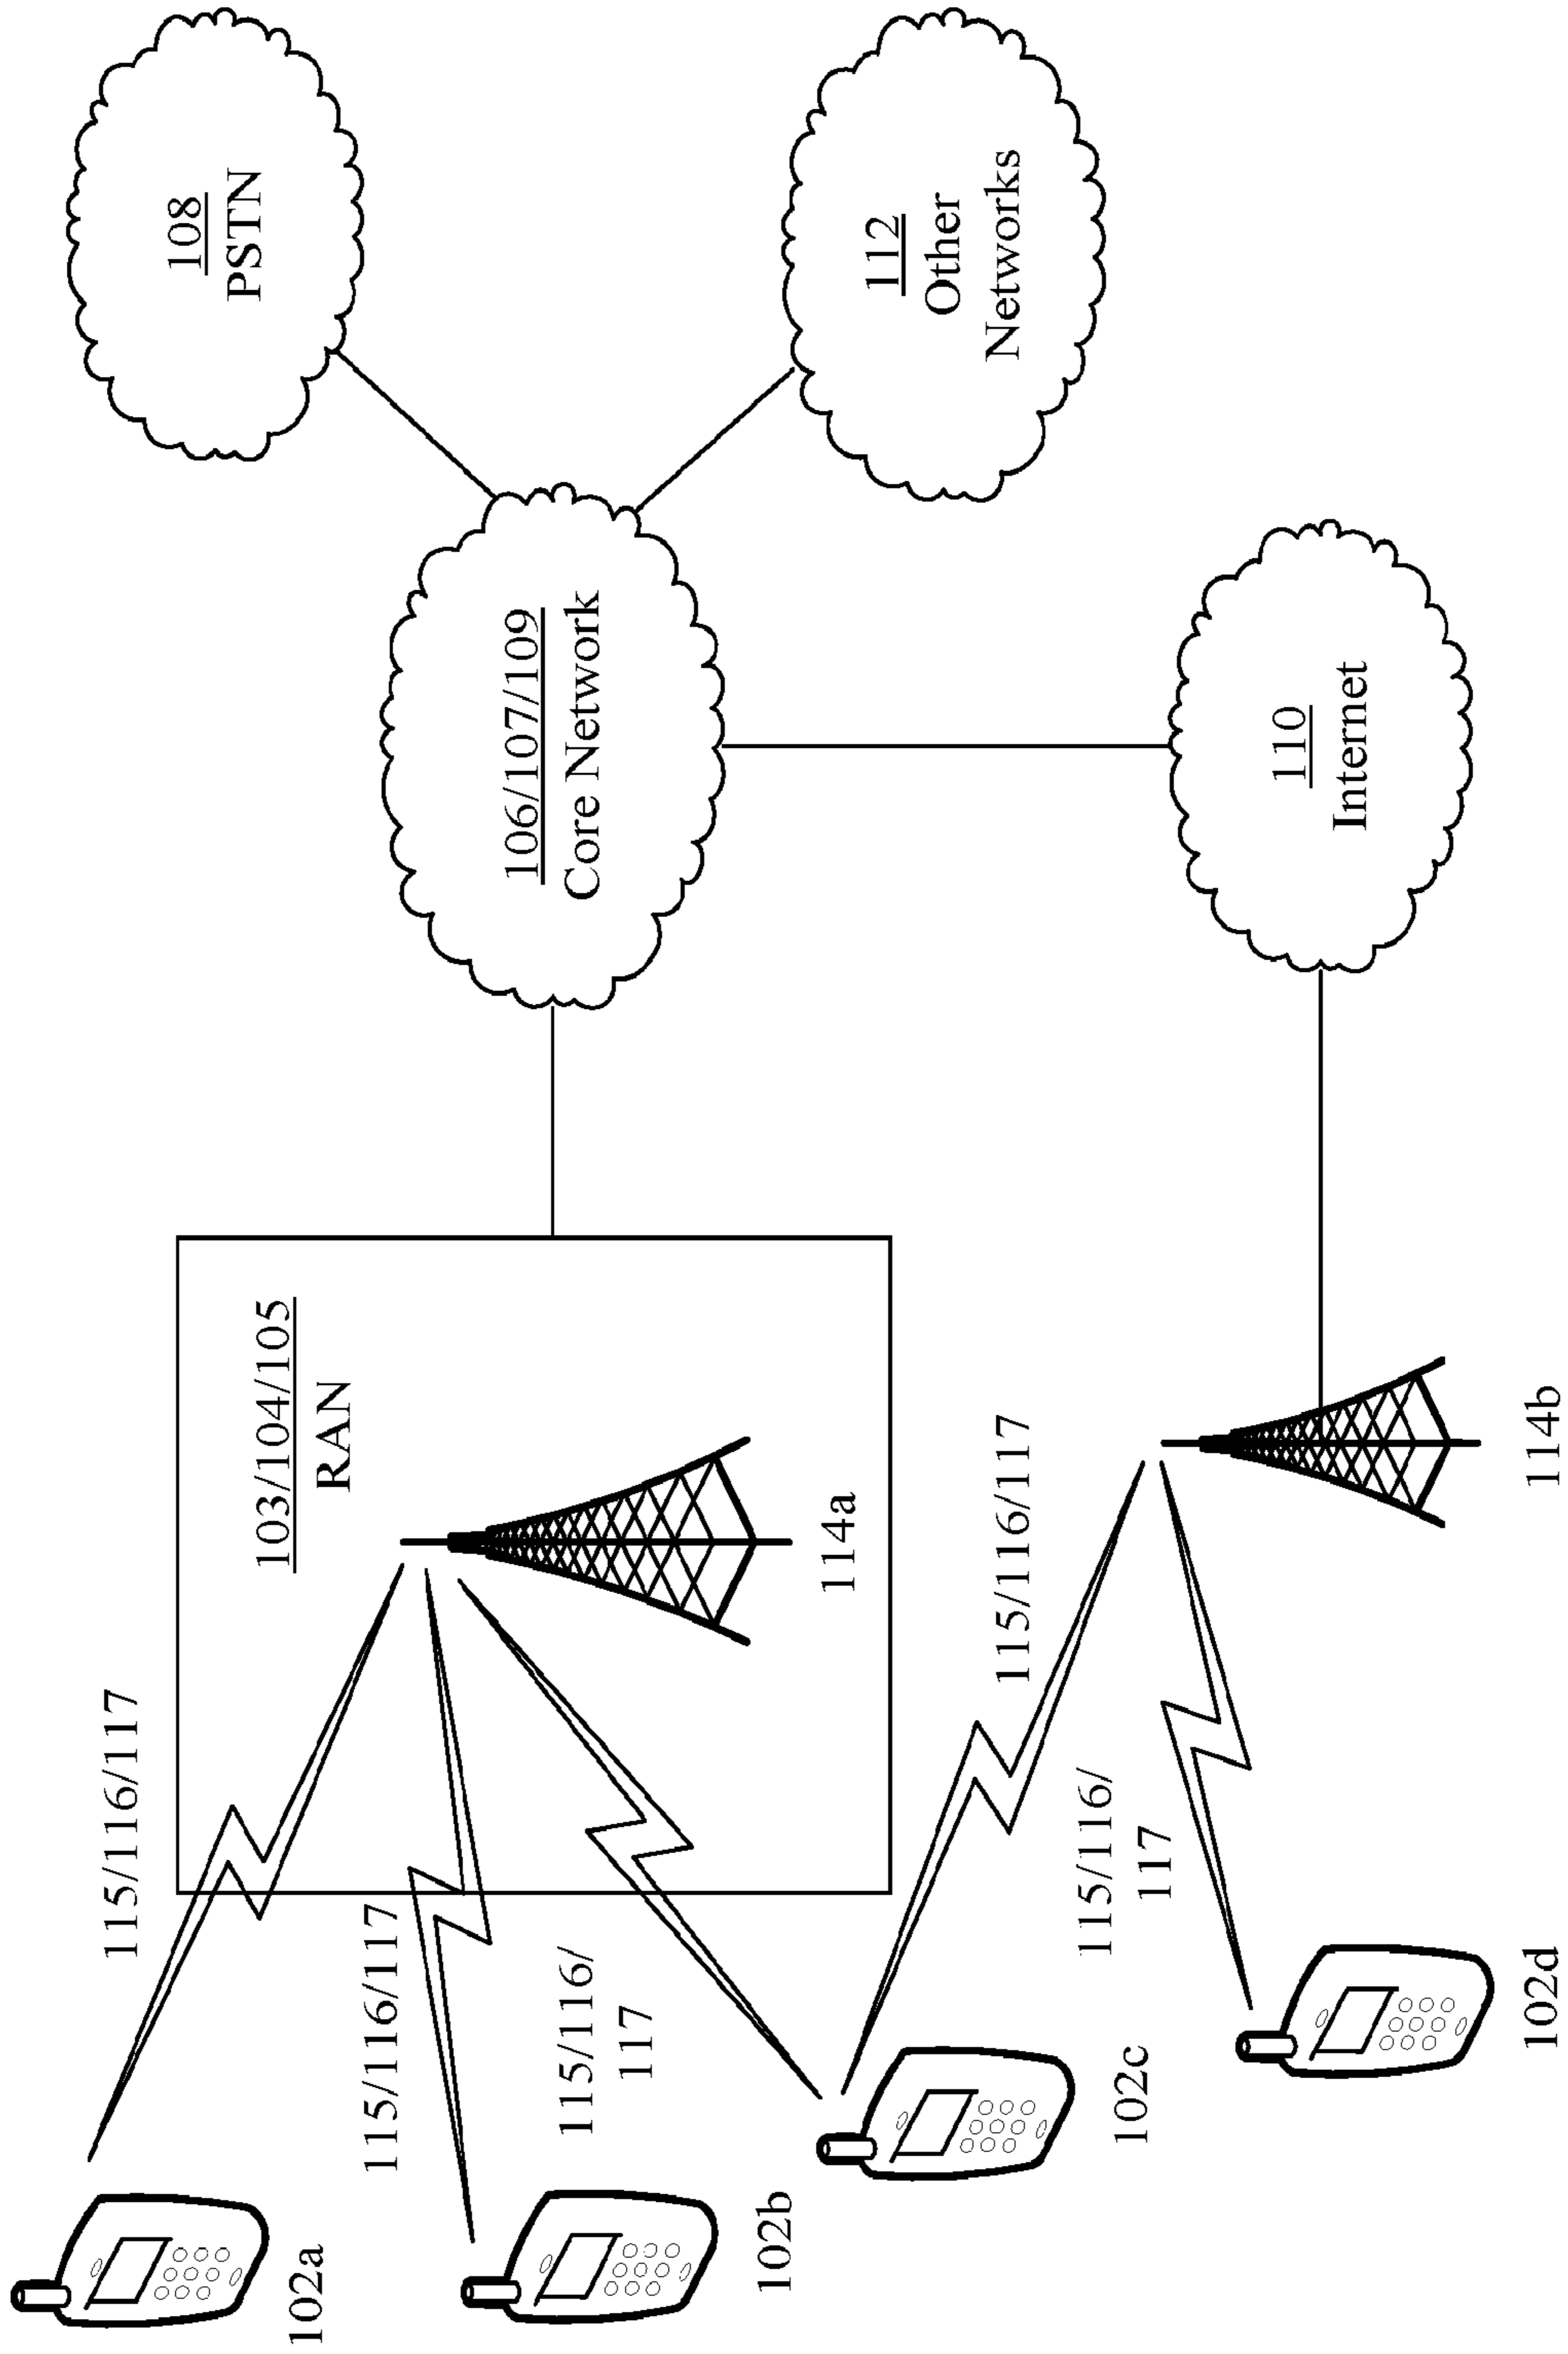 102a
115/116/117
103/104/105
RAN
108
PSTN
102b
115/116/117
115/116/
117
114a
106/107/109
Core Network
112
Other
Networks
102c
115/116/117
102d
115/116/
117
114b
110
Internet